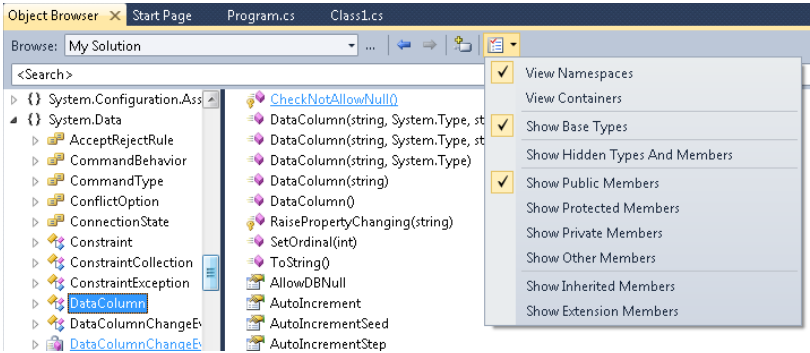 Object Browser Start Page Program.cs Class1.cs
Browse: My Solution ...
<Search>
{} System.Configuration.Ass
{} System.Data
AcceptRejectRule
CommandBehavior
CommandType
ConflictOption
ConnectionState
Constraint
ConstraintCollection
ConstraintException
DataColumn
DataColumnChangeEv
DataColumnChangeEv
CheckNotAllowNull()
DataColumn(string, System.Type, st
DataColumn(string, System.Type, st
DataColumn(string, System.Type)
DataColumn(string)
DataColumn()
RaisePropertyChanging(string)
SetOrdinal(int)
ToString()
AllowDBNull
AutoIncrement
AutoIncrementSeed
AutoIncrementStep
View Namespaces
View Containers
Show Base Types
Show Hidden Types And Members
Show Public Members
Show Protected Members
Show Private Members
Show Other Members
Show Inherited Members
Show Extension Members